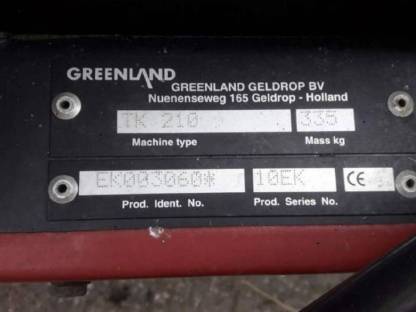 GREENLAND
GREENLAND GELDROP BV
Nuenenseweg 165 Geldrop - Holland
TK 210 335
Machine type Mass kg
EK003060* 10EK CE
Prod. Ident. No. Prod. Series No.